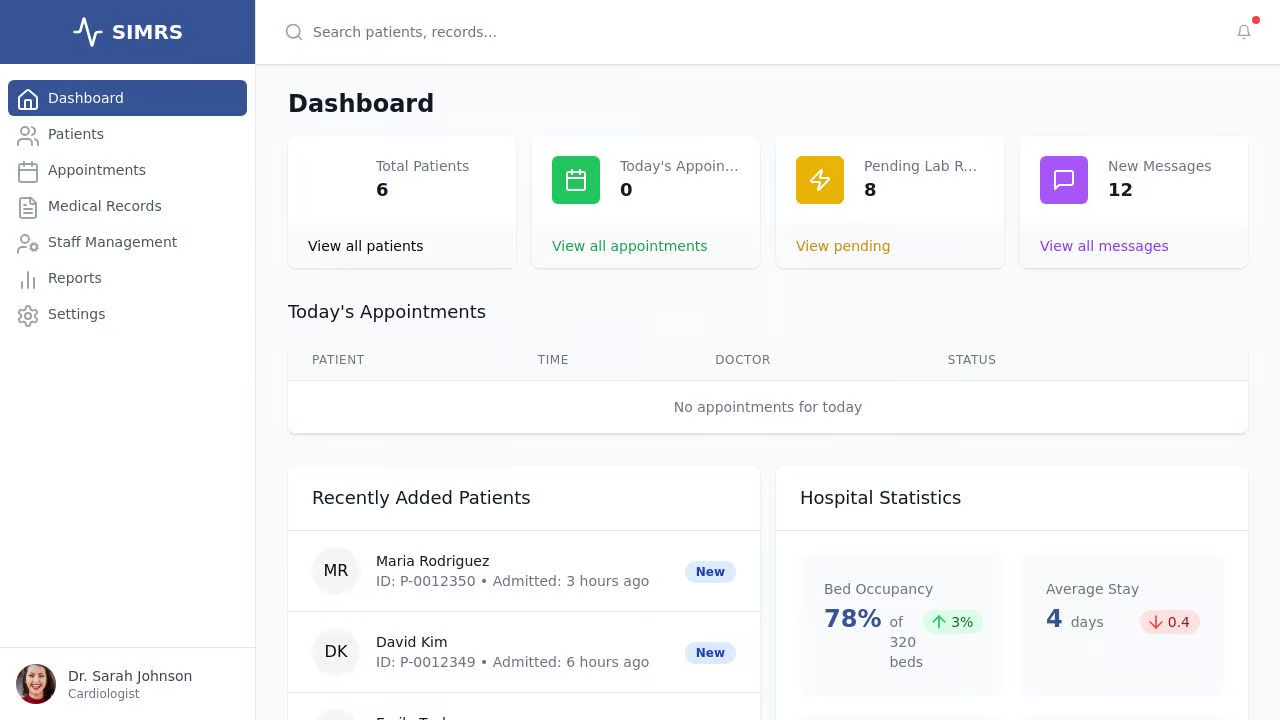 SIMRS
Search patients, records...
Dashboard
Patients
Appointments
Medical Records
Staff Management
Reports
Settings
Dr. Sarah Johnson
Cardiologist
Dashboard
Total Patients
6
View all patients
Today's Appoin...
0
View all appointments
Pending Lab R...
8
View pending
New Messages
12
View all messages
Today's Appointments
PATIENT TIME DOCTOR STATUS
No appointments for today
Recently Added Patients
MR
Maria Rodriguez
ID: P-0012350 • Admitted: 3 hours ago
New
DK
David Kim
ID: P-0012349 • Admitted: 6 hours ago
New
Hospital Statistics
Bed Occupancy
78% of 320 beds
3%
Average Stay
4 days
0.4